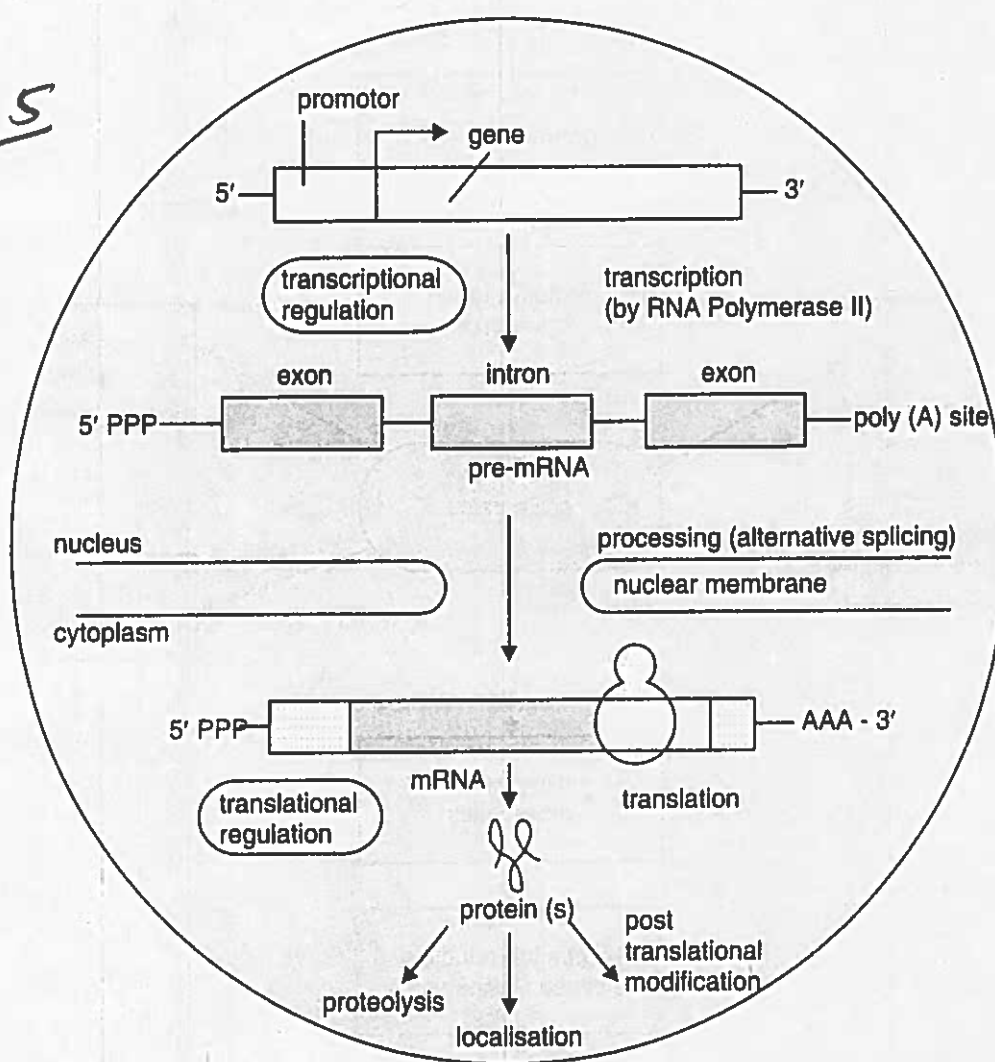 5
promotor
gene
5′
3′
transcriptional
regulation
transcription
(by RNA Polymerase II)
exon
intron
exon
5′ PPP
poly (A) site
pre-mRNA
nucleus
processing (alternative splicing)
nuclear membrane
cytoplasm
5′ PPP
AAA - 3′
mRNA
translational
regulation
translation
protein (s)
post
translational
modification
proteolysis
localisation